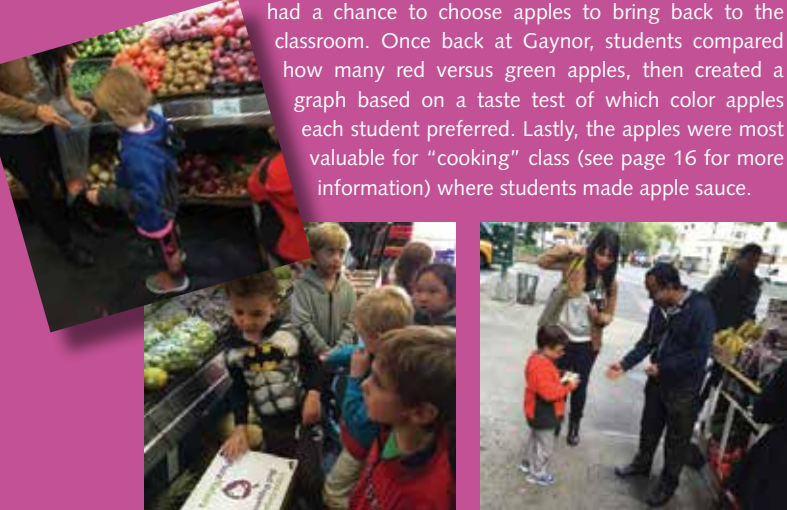 had a chance to choose apples to bring back to the
classroom. Once back at Gaynor, students compared
how many red versus green apples, then created a
graph based on a taste test of which color apples
each student preferred. Lastly, the apples were most
valuable for “cooking” class (see page 16 for more
information) where students made apple sauce.